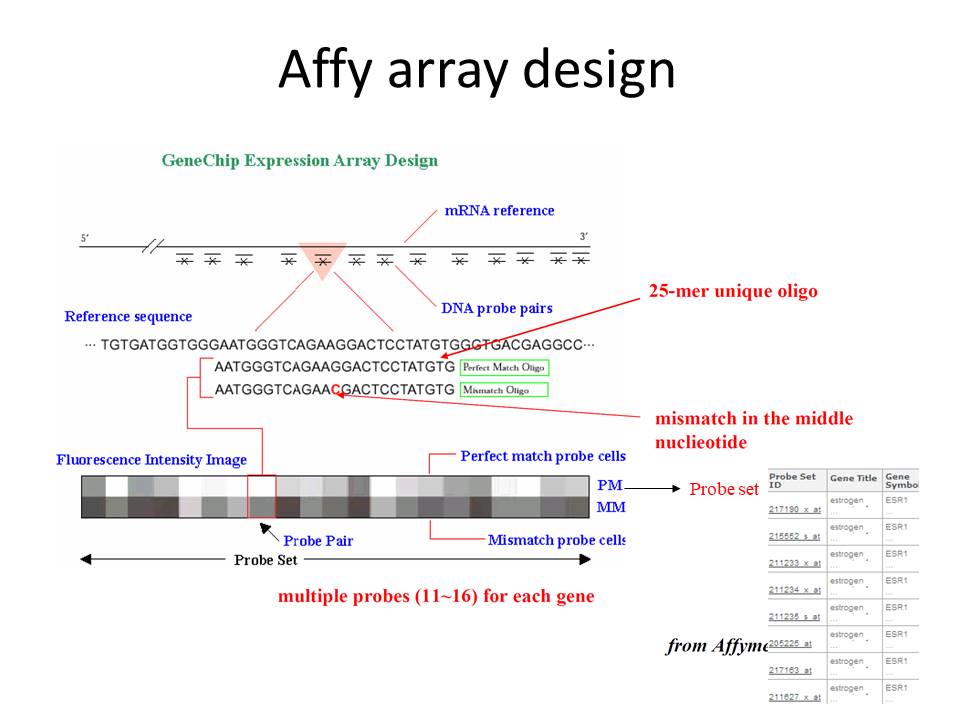 Affy array design
GeneChip Expression Array Design
mRNA reference
5'
3'
25-mer unique oligo
DNA probe pairs
Reference sequence
··· TGTGATGGTGGGAATGGGTCAGAAGGACTCCTATGTGGGTGACGAGGCC···
AATGGGTCAGAAGGACTCCTATGTG Perfect Match Oligo
AATGGGTCAGAACGACTCCTATGTG Mismatch Oligo
mismatch in the middle
nuclieotide
Fluorescence Intensity Image
Perfect match probe cells
PM
MM
Probe set
Probe Pair
Mismatch probe cells
Probe Set
multiple probes (11~16) for each gene
from Affyme
Probe Set ID Gene Title Gene Symbo
217190_x_at estrogen ... ESR1 ...
215552_s_at estrogen ... ESR1 ...
211233_x_at estrogen ... ESR1 ...
211234_x_at estrogen ... ESR1 ...
211235_s_at estrogen ... ESR1 ...
205225_at estrogen ... ESR1 ...
217163_at estrogen ... ESR1 ...
211627_x_at estrogen ... ESR1 ...